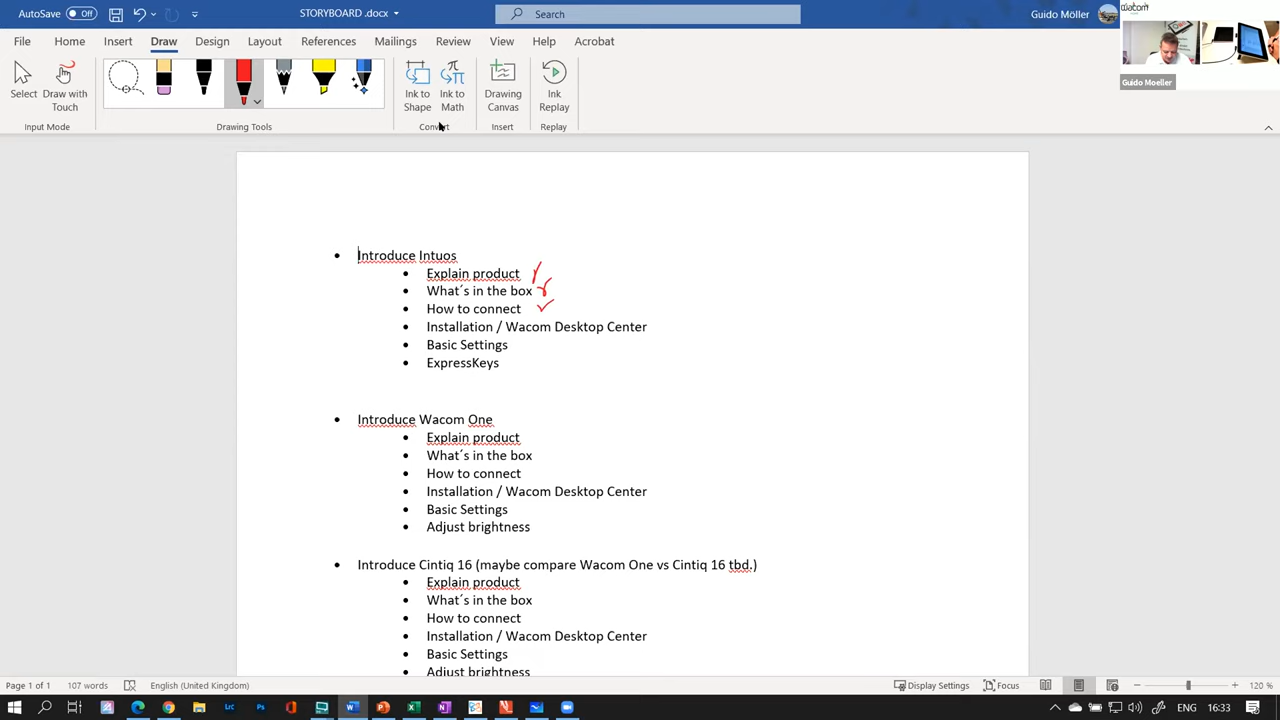 AutoSave Off
STORYBOARD .docx
Search
Guido Möller
wacom
File Home Insert Draw Design Layout References Mailings Review View Help Acrobat
Guido Moeller
Select
Draw with Touch
Ink to Shape
Ink to Math
Drawing Canvas
Ink Replay
Input Mode
Drawing Tools
Convert
Insert
Replay
• Introduce Intuos
• Explain product
• What´s in the box
• How to connect
• Installation / Wacom Desktop Center
• Basic Settings
• ExpressKeys
• Introduce Wacom One
• Explain product
• What´s in the box
• How to connect
• Installation / Wacom Desktop Center
• Basic Settings
• Adjust brightness
• Introduce Cintiq 16 (maybe compare Wacom One vs Cintiq 16 tbd.)
• Explain product
• What´s in the box
• How to connect
• Installation / Wacom Desktop Center
• Basic Settings
• Adjust brightness
Page 1 of 1 107 words English (United Kingdom) Display Settings Focus 120 %
Lrc Ps 16:33